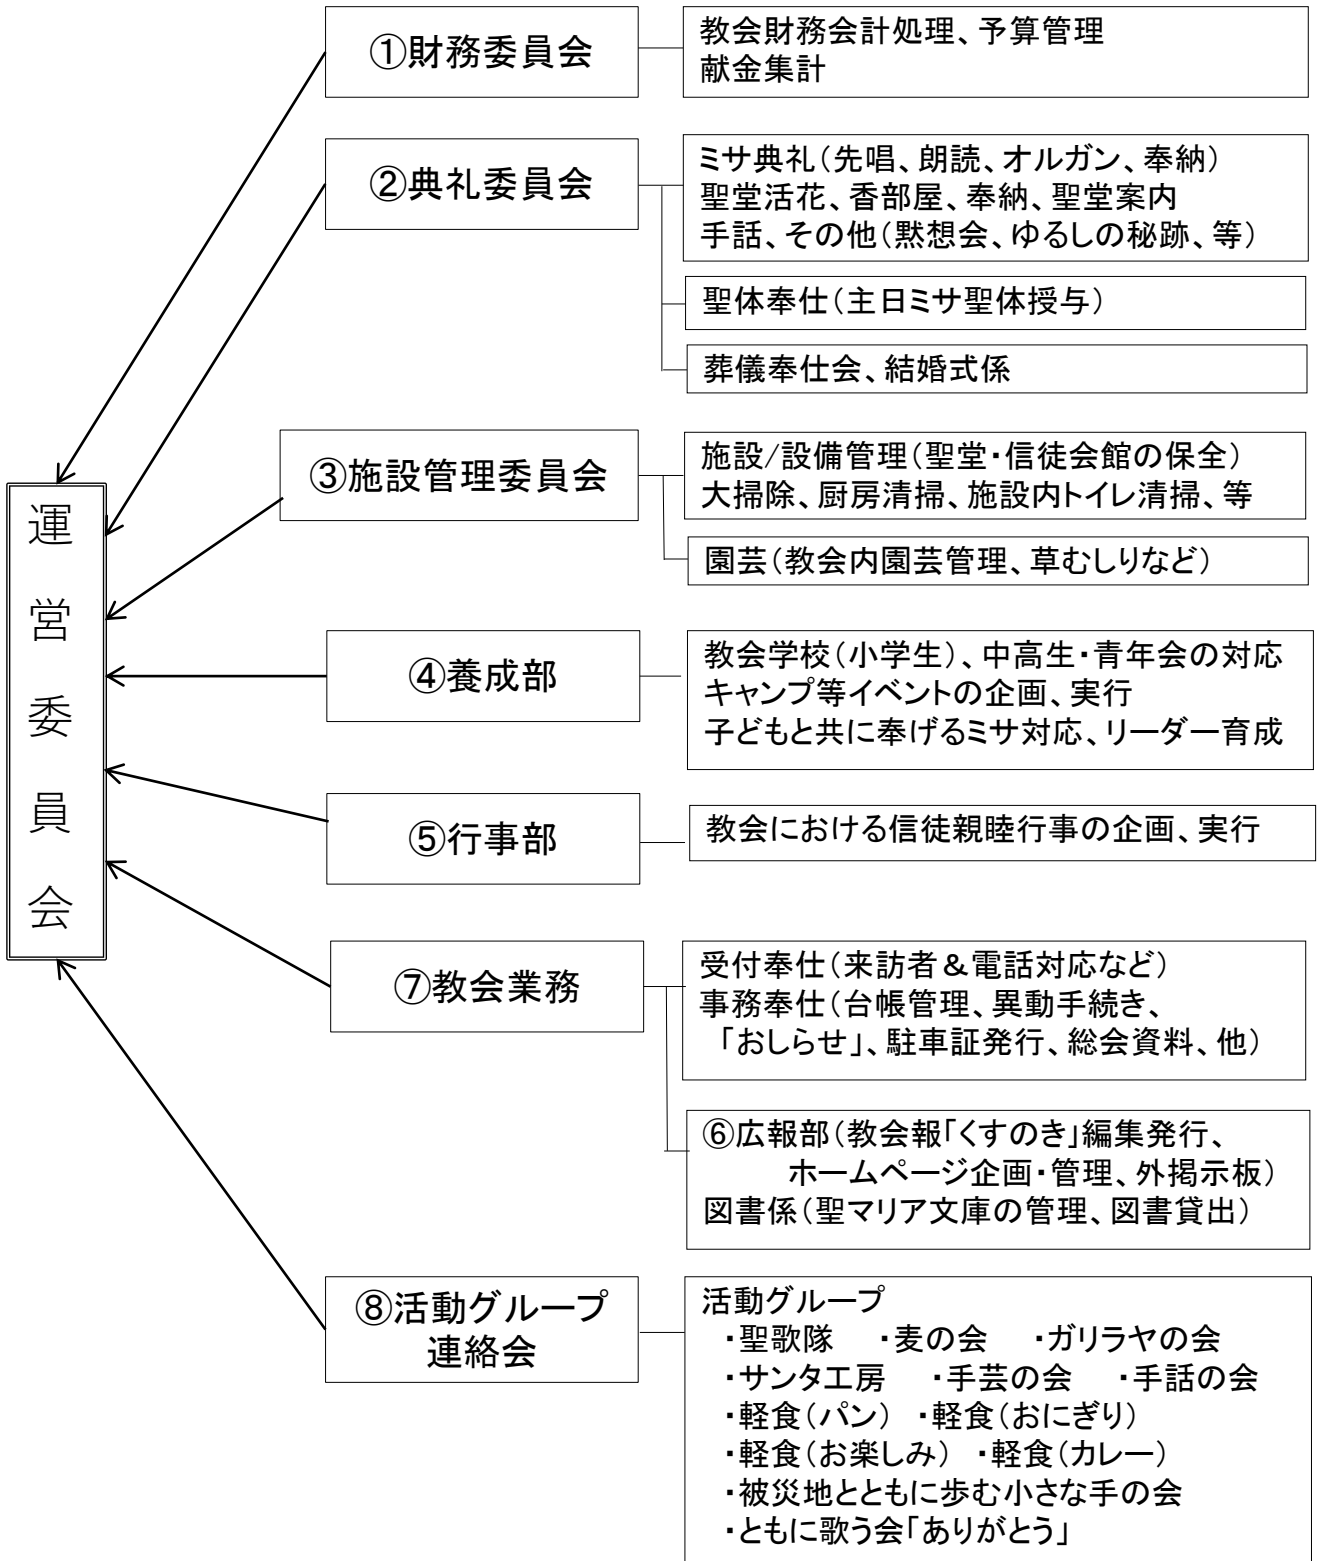 運営委員会
①財務委員会
教会財務会計処理、予算管理
献金集計
②典礼委員会
ミサ典礼(先唱、朗読、オルガン、奉納)
聖堂活花、香部屋、奉納、聖堂案内
手話、その他(黙想会、ゆるしの秘跡、等)
聖体奉仕(主日ミサ聖体授与)
葬儀奉仕会、結婚式係
③施設管理委員会
施設/設備管理(聖堂・信徒会館の保全)
大掃除、厨房清掃、施設内トイレ清掃、等
園芸(教会内園芸管理、草むしりなど)
④養成部
教会学校(小学生)、中高生・青年会の対応
キャンプ等イベントの企画、実行
子どもと共に奉げるミサ対応、リーダー育成
⑤行事部
教会における信徒親睦行事の企画、実行
⑦教会業務
受付奉仕(来訪者&電話対応など)
事務奉仕(台帳管理、異動手続き、
「おしらせ」、駐車証発行、総会資料、他)
⑥広報部(教会報「くすのき」編集発行、
ホームページ企画・管理、外掲示板)
図書係(聖マリア文庫の管理、図書貸出)
⑧活動グループ
連絡会
活動グループ
・聖歌隊 ・麦の会 ・ガリラヤの会
・サンタ工房 ・手芸の会 ・手話の会
・軽食(パン) ・軽食(おにぎり)
・軽食(お楽しみ) ・軽食(カレー)
・被災地とともに歩む小さな手の会
・ともに歌う会「ありがとう」